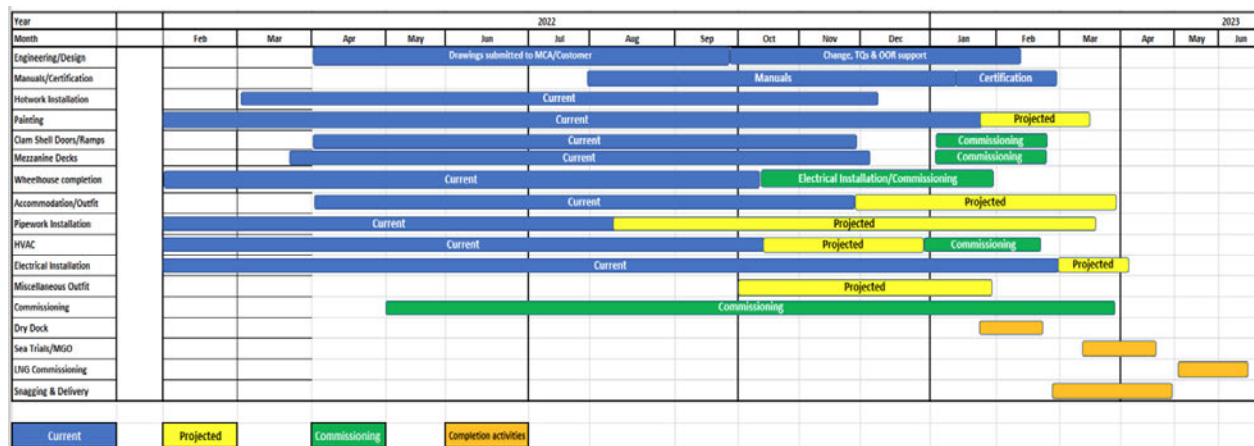 Year 2022 2023
Month Feb Mar Apr May Jun Jul Aug Sep Oct Nov Dec Jan Feb Mar Apr May Jun
Engineering/Design Drawings submitted to MCA/Customer Change, TQs & OOR support
Manuals/Certification Manuals Certification
Hotwork Installation Current
Painting Current Projected
Clam Shell Doors/Ramps Current Commissioning
Mezzanine Decks Current Commissioning
Wheelhouse completion Current Electrical Installation/Commissioning
Accommodation/Outfit Current Projected
Pipework Installation Current Projected
HVAC Current Projected Commissioning
Electrical Installation Current Projected
Miscellaneous Outfit Projected
Commissioning Commissioning
Dry Dock
Sea Trials/MGO
LNG Commissioning
Snagging & Delivery
Current Projected Commissioning Completion activities